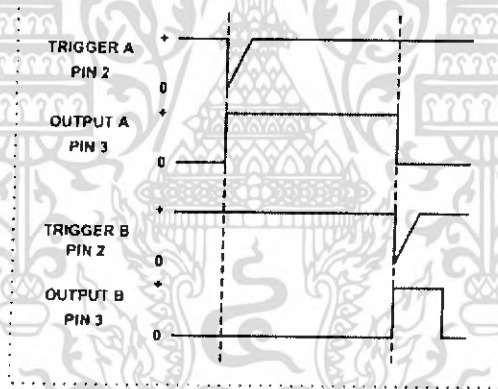 TRIGGER A
PIN 2
+
0
OUTPUT A
PIN 3
+
0
TRIGGER B
PIN 2
+
0
OUTPUT B
PIN 3
+
0